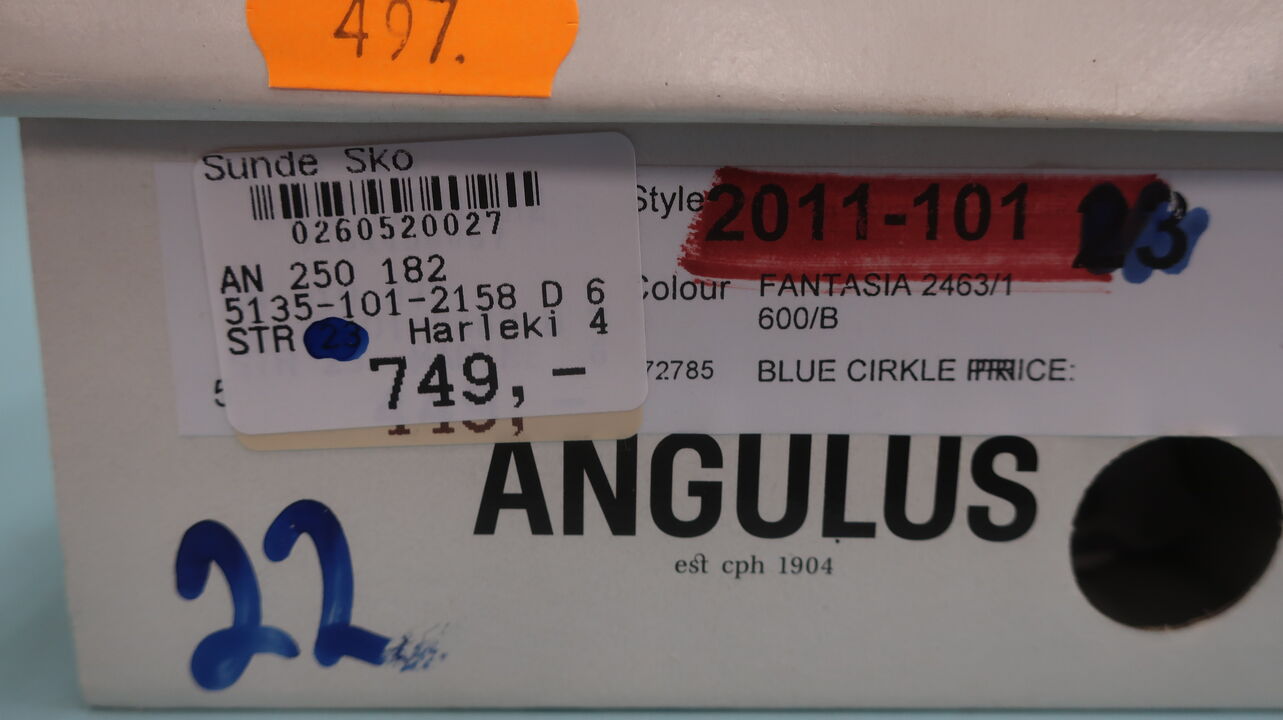 497.
Sunde Sko
0260520027
AN 250 182
5135-101-2158 D 6
STR 23 Harleki 4
749,-
Style 2011-101 23
Colour FANTASIA 2463/1
600/B
72785 BLUE CIRKLE PRICE:
ANGULUS
est cph 1904
22